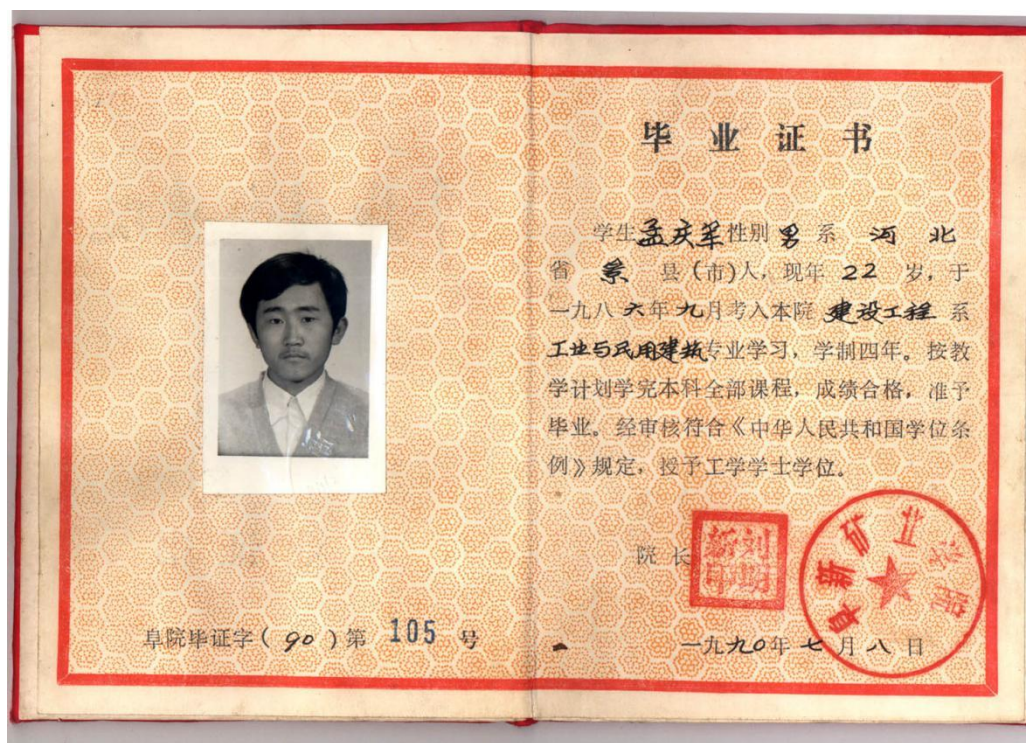 阜院毕证字(90)第 105 号
毕业证书
学生孟庆军性别男系 河北
省景县(市)人,现年22岁,于
一九八六年九月考入本院 建设工程 系
工业与民用建筑专业学习,学制四年。按教
学计划学完本科全部课程,成绩合格,准予
毕业。经审核符合《中华人民共和国学位条
例》规定,授予工学学士学位。
院长
刘明新印
阜新矿业学院
一九九〇年七月八日